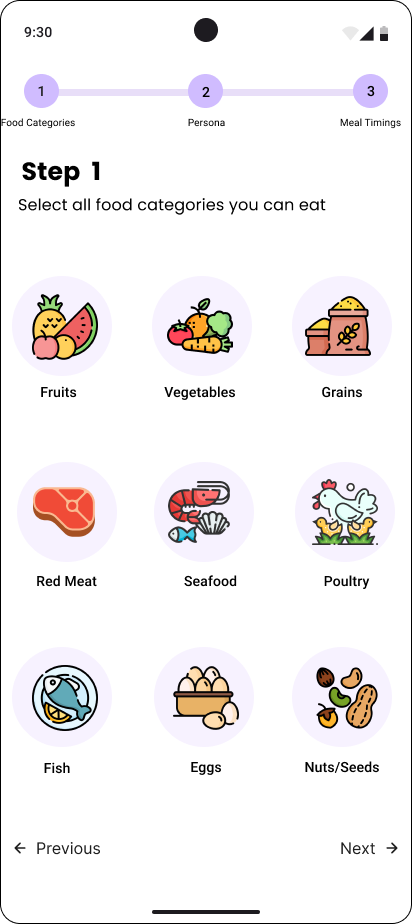 9:30
1
2
3
Food Categories
Persona
Meal Timings
Step 1
Select all food categories you can eat
Fruits
Vegetables
Grains
Red Meat
Seafood
Poultry
Fish
Eggs
Nuts/Seeds
Previous
Next